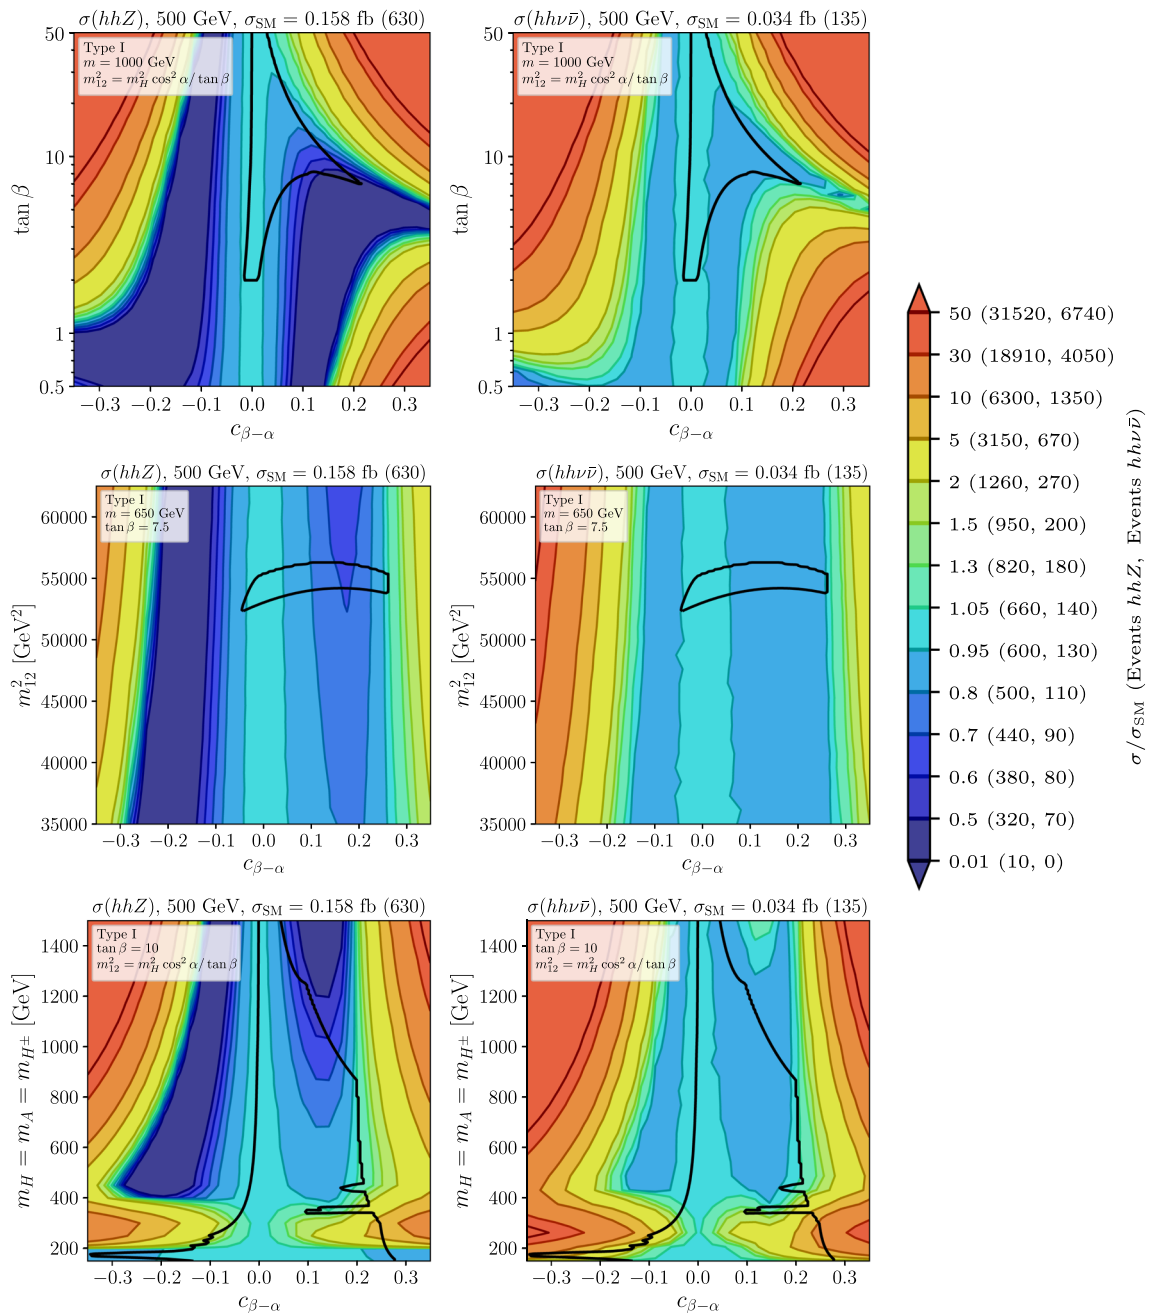 σ(hhZ), 500 GeV, σ_SM = 0.158 fb (630)
Type I
m = 1000 GeV
m²₁₂ = m²_H cos² α/ tan β
50
10
1
0.5
tan β
−0.3 −0.2 −0.1 0.0 0.1 0.2 0.3
c_{β−α}
σ(hhνν̄), 500 GeV, σ_SM = 0.034 fb (135)
Type I
m = 1000 GeV
m²₁₂ = m²_H cos² α/ tan β
50
10
1
0.5
tan β
−0.3 −0.2 −0.1 0.0 0.1 0.2 0.3
c_{β−α}
σ(hhZ), 500 GeV, σ_SM = 0.158 fb (630)
Type I
m = 650 GeV
tan β = 7.5
60000
55000
50000
45000
40000
35000
m²₁₂ [GeV²]
−0.3 −0.2 −0.1 0.0 0.1 0.2 0.3
c_{β−α}
σ(hhνν̄), 500 GeV, σ_SM = 0.034 fb (135)
Type I
m = 650 GeV
tan β = 7.5
60000
55000
50000
45000
40000
35000
m²₁₂ [GeV²]
−0.3 −0.2 −0.1 0.0 0.1 0.2 0.3
c_{β−α}
σ(hhZ), 500 GeV, σ_SM = 0.158 fb (630)
Type I
tan β = 10
m²₁₂ = m²_H cos² α/ tan β
1400
1200
1000
800
600
400
200
m_H = m_A = m_{H^±} [GeV]
−0.3 −0.2 −0.1 0.0 0.1 0.2 0.3
c_{β−α}
σ(hhνν̄), 500 GeV, σ_SM = 0.034 fb (135)
Type I
tan β = 10
m²₁₂ = m²_H cos² α/ tan β
1400
1200
1000
800
600
400
200
m_H = m_A = m_{H^±} [GeV]
−0.3 −0.2 −0.1 0.0 0.1 0.2 0.3
c_{β−α}
50 (31520, 6740)
30 (18910, 4050)
10 (6300, 1350)
5 (3150, 670)
2 (1260, 270)
1.5 (950, 200)
1.3 (820, 180)
1.05 (660, 140)
0.95 (600, 130)
0.8 (500, 110)
0.7 (440, 90)
0.6 (380, 80)
0.5 (320, 70)
0.01 (10, 0)
σ/σ_SM (Events hhZ, Events hhνν̄)